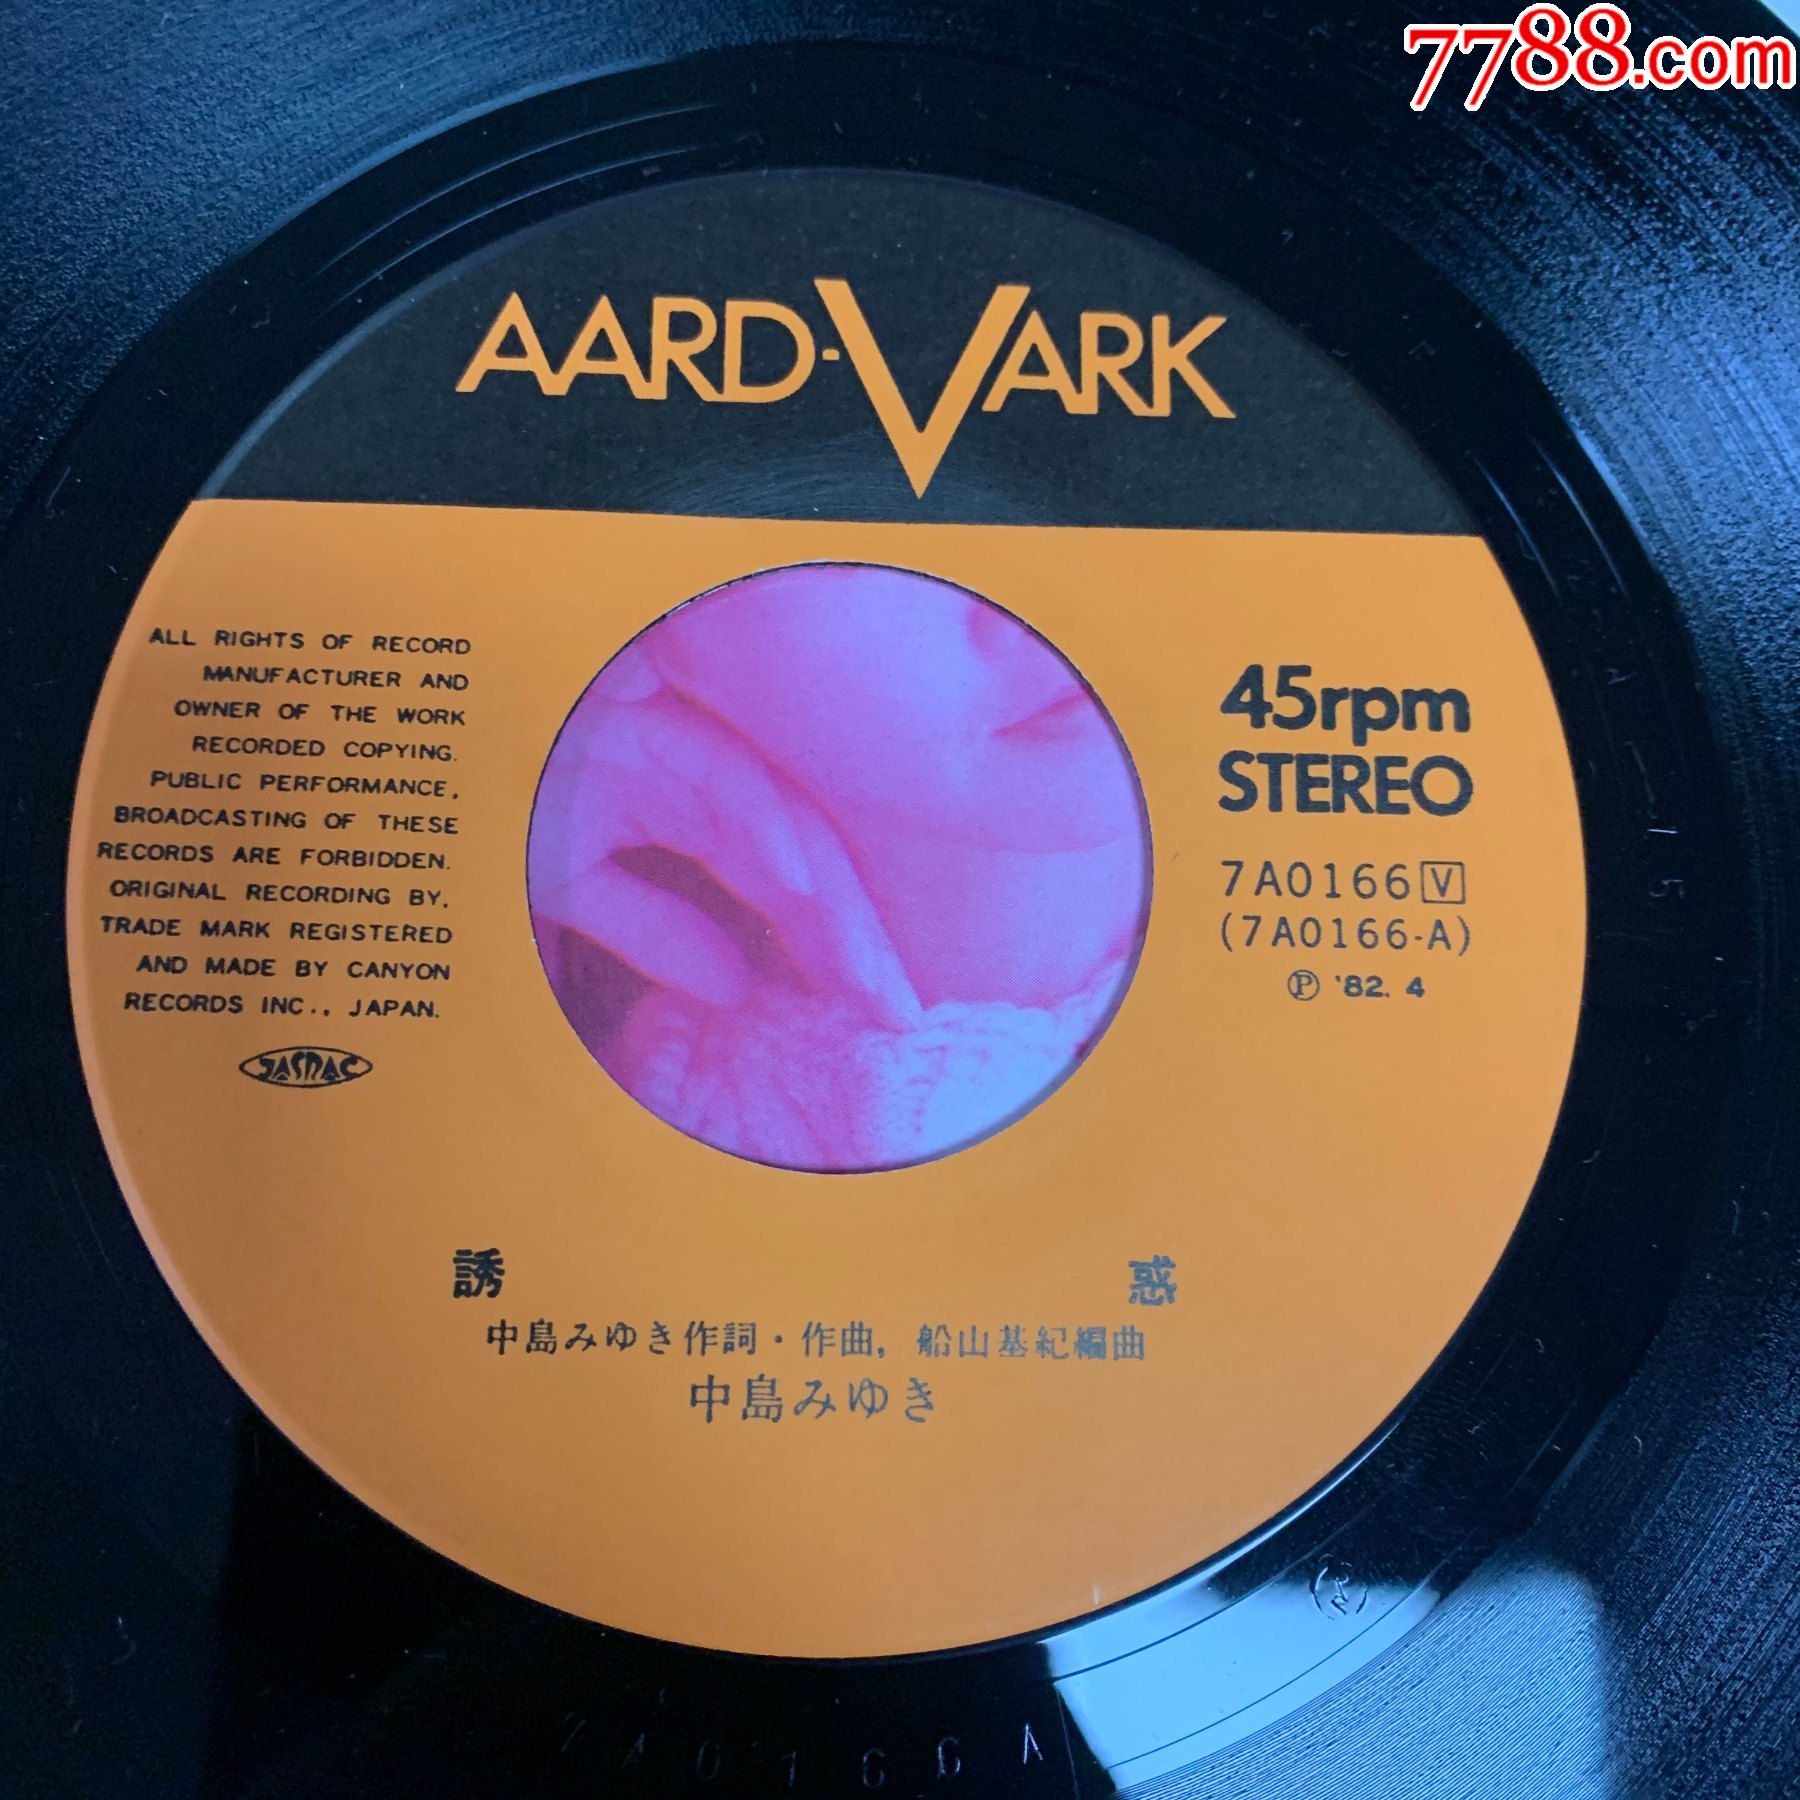 7788.com
AARD-VARK
ALL RIGHTS OF RECORD
MANUFACTURER AND
OWNER OF THE WORK
RECORDED COPYING.
PUBLIC PERFORMANCE.
BROADCASTING OF THESE
RECORDS ARE FORBIDDEN.
ORIGINAL RECORDING BY.
TRADE MARK REGISTERED
AND MADE BY CANYON
RECORDS INC.. JAPAN.
JASRAC
45rpm
STEREO
7A0166 V
(7A0166-A)
Ⓟ '82. 4
誘惑
中島みゆき作詞・作曲, 船山基紀編曲
中島みゆき
7A0166A